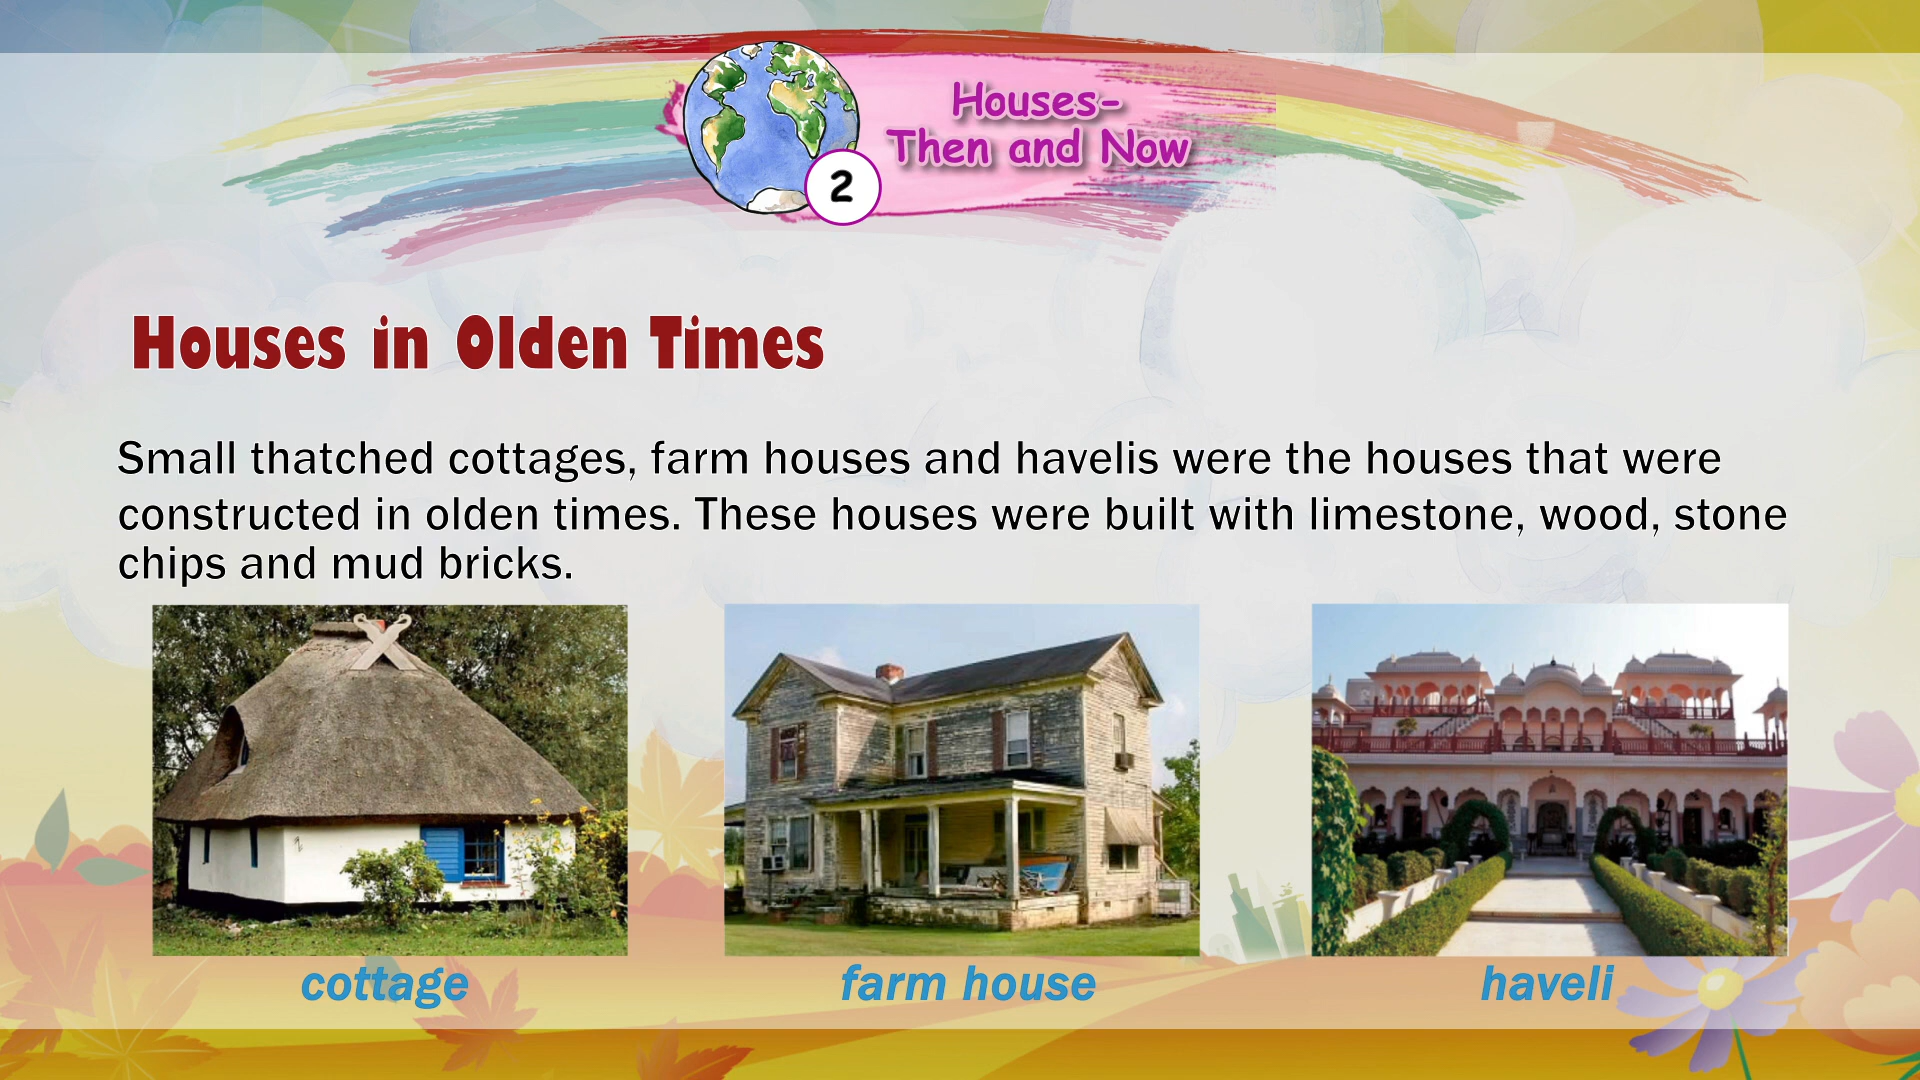 Houses-
Then and Now
2
Houses in Olden Times
Small thatched cottages, farm houses and havelis were the houses that were
constructed in olden times. These houses were built with limestone, wood, stone
chips and mud bricks.
cottage
farm house
haveli